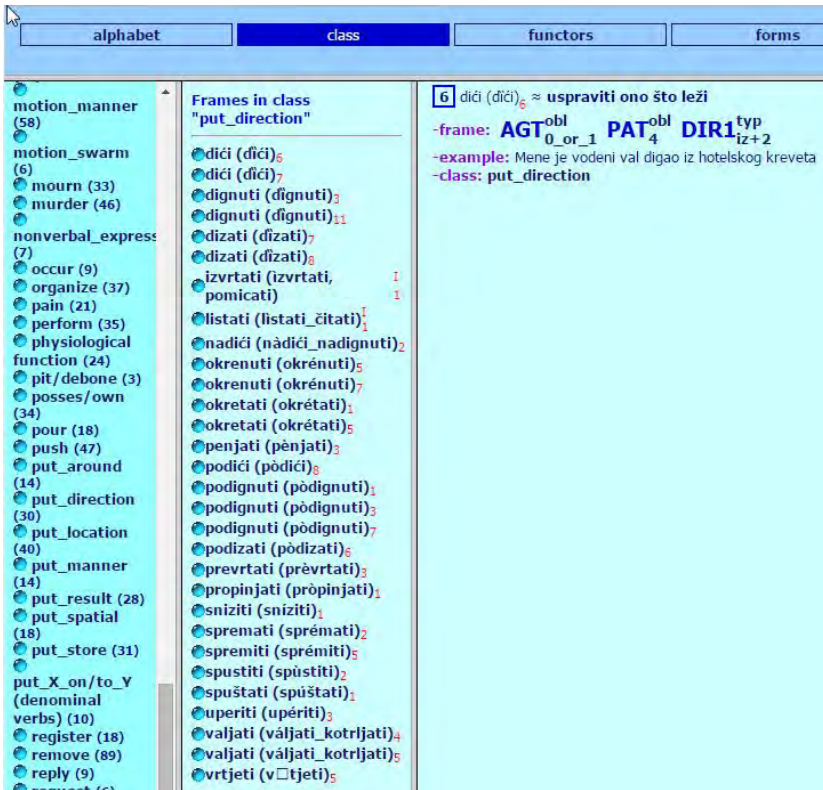 alphabet
class
functors
forms
motion_manner
(58)
motion_swarm
(6)
mourn (33)
murder (46)
nonverbal_express
(7)
occur (9)
organize (37)
pain (21)
perform (35)
physiological
function (24)
pit/debone (3)
posses/own
(34)
pour (18)
push (47)
put_around
(14)
put_direction
(30)
put_location
(40)
put_manner
(14)
put_result (28)
put_spatial
(18)
put_store (31)
put_X_on/to_Y
(denominal
verbs) (10)
register (18)
remove (89)
reply (9)
Frames in class
"put_direction"
dići (dȉći)6
dići (dȉći)7
dignuti (dȉgnuti)3
dignuti (dȉgnuti)11
dizati (dȉzati)7
dizati (dȉzati)8
izvrtati (ìzvrtati, I
pomicati) 1
listati (lìstati_čitati)I 1
nadići (nàdići_nadignuti)2
okrenuti (okrénuti)5
okrenuti (okrénuti)7
okretati (okrétati)1
okretati (okrétati)5
penjati (pènjati)3
podići (pòdići)8
podignuti (pòdignuti)1
podignuti (pòdignuti)3
podignuti (pòdignuti)7
podizati (pòdizati)6
prevrtati (prèvrtati)3
propinjati (pròpinjati)1
sniziti (sníziti)1
spremati (sprémati)2
spremiti (sprémiti)5
spustiti (spùstiti)2
spuštati (spúštati)1
uperiti (upériti)3
valjati (váljati_kotrljati)4
valjati (váljati_kotrljati)5
vrtjeti (v□tjeti)5
6 dići (dȉći)6 ≈ uspraviti ono što leži
-frame: AGT obl 0_or_1 PAT obl 4 DIR1 typ iz+2
-example: Mene je vodeni val digao iz hotelskog kreveta
-class: put_direction